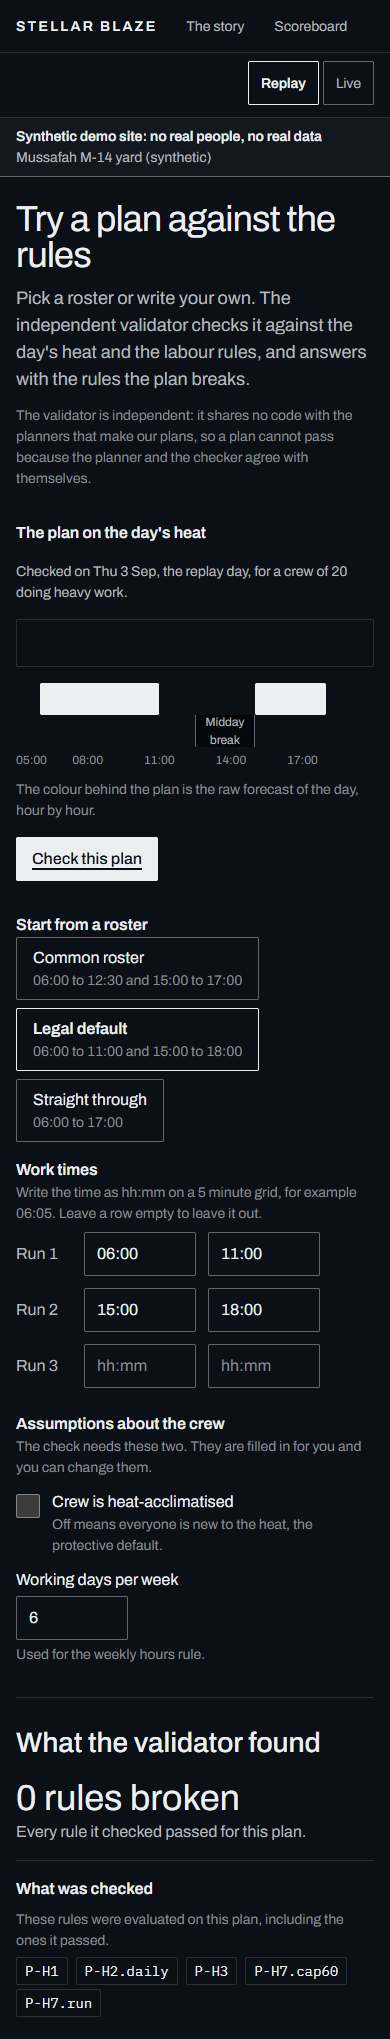 STELLAR BLAZE The story Scoreboard
Replay Live
Synthetic demo site: no real people, no real data
Mussafah M-14 yard (synthetic)
Try a plan against the
rules
Pick a roster or write your own. The
independent validator checks it against the
day's heat and the labour rules, and answers
with the rules the plan breaks.
The validator is independent: it shares no code with the
planners that make our plans, so a plan cannot pass
because the planner and the checker agree with
themselves.
The plan on the day's heat
Checked on Thu 3 Sep, the replay day, for a crew of 20
doing heavy work.
Midday
break
05:00 08:00 11:00 14:00 17:00
The colour behind the plan is the raw forecast of the day,
hour by hour.
Check this plan
Start from a roster
Common roster
06:00 to 12:30 and 15:00 to 17:00
Legal default
06:00 to 11:00 and 15:00 to 18:00
Straight through
06:00 to 17:00
Work times
Write the time as hh:mm on a 5 minute grid, for example
06:05. Leave a row empty to leave it out.
Run 1 06:00 11:00
Run 2 15:00 18:00
Run 3 hh:mm hh:mm
Assumptions about the crew
The check needs these two. They are filled in for you and
you can change them.
Crew is heat-acclimatised
Off means everyone is new to the heat, the
protective default.
Working days per week
6
Used for the weekly hours rule.
What the validator found
0 rules broken
Every rule it checked passed for this plan.
What was checked
These rules were evaluated on this plan, including the
ones it passed.
P-H1 P-H2.daily P-H3 P-H7.cap60
P-H7.run